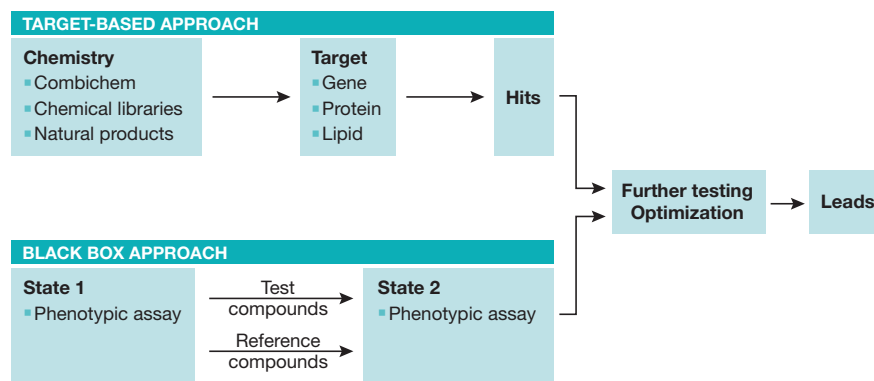 TARGET-BASED APPROACH
Chemistry
▪ Combichem
▪ Chemical libraries
▪ Natural products
Target
▪ Gene
▪ Protein
▪ Lipid
Hits
Further testing
Optimization
Leads
BLACK BOX APPROACH
State 1
▪ Phenotypic assay
Test
compounds
Reference
compounds
State 2
▪ Phenotypic assay